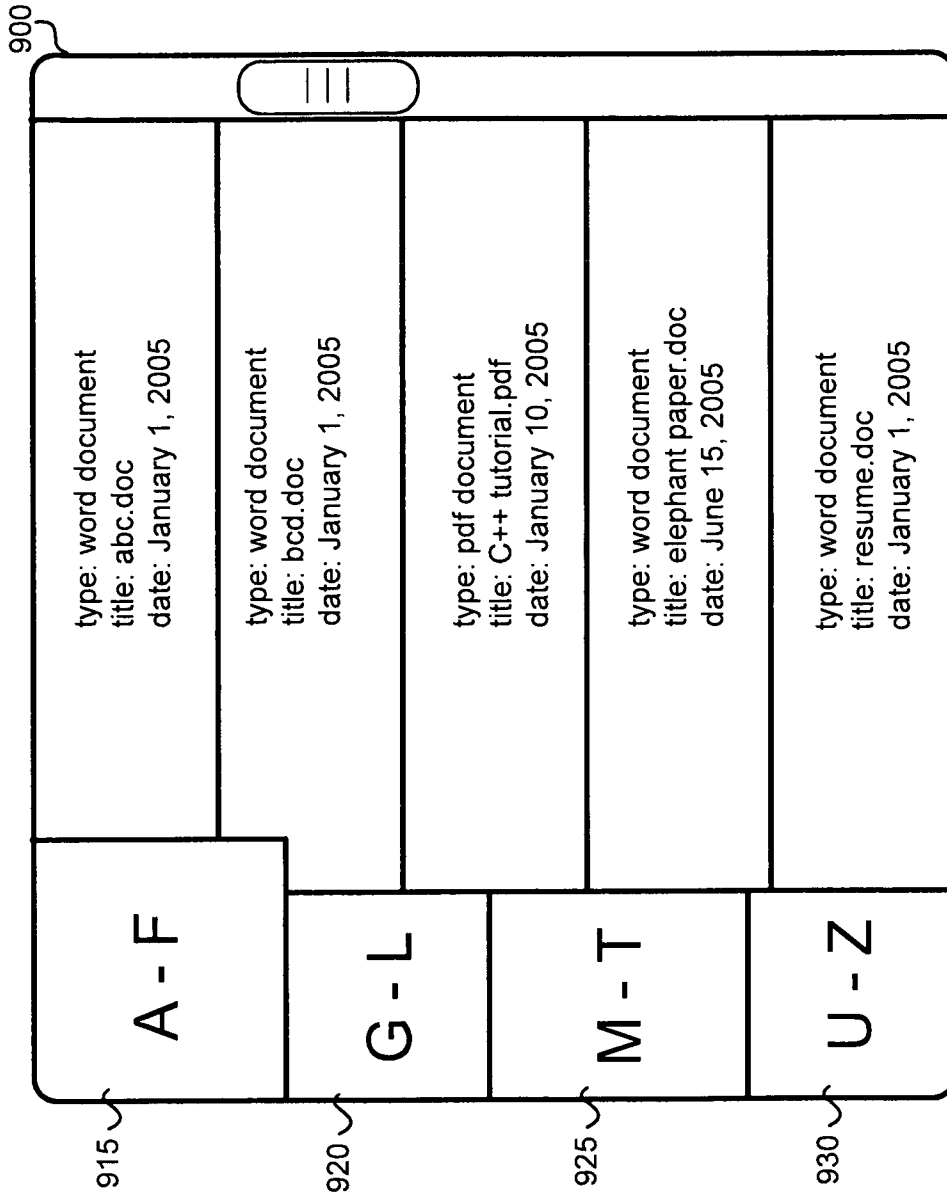 900
915
A - F
920
G - L
925
M - T
930
U - Z
type: word document
title: abc.doc
date: January 1, 2005
type: word document
title: bcd.doc
date: January 1, 2005
type: pdf document
title: C++ tutorial.pdf
date: January 10, 2005
type: word document
title: elephant paper.doc
date: June 15, 2005
type: word document
title: resume.doc
date: January 1, 2005